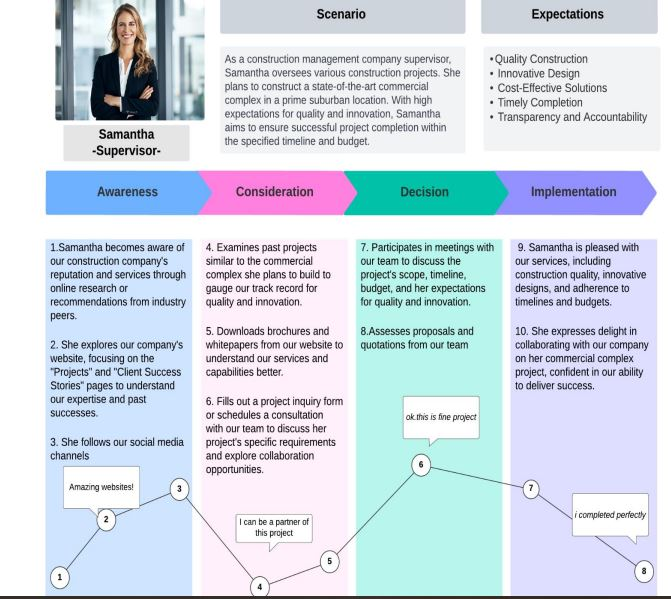 Scenario
Expectations
As a construction management company supervisor,
Samantha oversees various construction projects. She
plans to construct a state-of-the-art commercial
complex in a prime suburban location. With high
expectations for quality and innovation, Samantha
aims to ensure successful project completion within
the specified timeline and budget.
•Quality Construction
• Innovative Design
• Cost-Effective Solutions
• Timely Completion
• Transparency and Accountability
Samantha
-Supervisor-
Awareness
Consideration
Decision
Implementation
1.Samantha becomes aware of
our construction company's
reputation and services through
online research or
recommendations from industry
peers.
2. She explores our company's
website, focusing on the
"Projects" and "Client Success
Stories" pages to understand
our expertise and past
successes.
3. She follows our social media
channels
4. Examines past projects
similar to the commercial
complex she plans to build to
gauge our track record for
quality and innovation.
5. Downloads brochures and
whitepapers from our website to
understand our services and
capabilities better.
6. Fills out a project inquiry form
or schedules a consultation
with our team to discuss her
project's specific requirements
and explore collaboration
opportunities.
7. Participates in meetings with
our team to discuss the
project's scope, timeline,
budget, and her expectations
for quality and innovation.
8.Assesses proposals and
quotations from our team
9. Samantha is pleased with
our services, including
construction quality, innovative
designs, and adherence to
timelines and budgets.
10. She expresses delight in
collaborating with our company
on her commercial complex
project, confident in our ability
to deliver success.
Amazing websites!
I can be a partner of
this project
ok.this is fine project
i completed perfectly
1
2
3
4
5
6
7
8